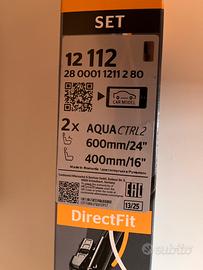 SET
12 112
28 0001 1211 2 80
CAR MODEL
2x AQUA CTRL2
600mm/24"
400mm/16"
EAC
13/25
DirectFit
Subito